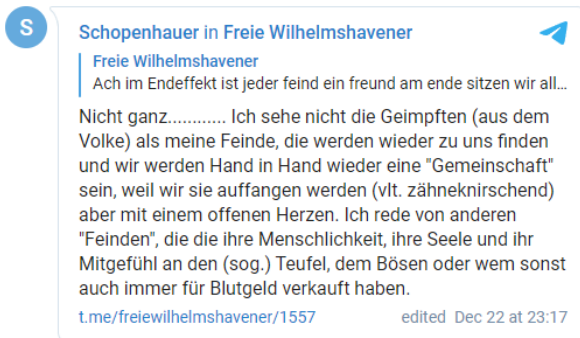 S
Schopenhauer in Freie Wilhelmshavener
Freie Wilhelmshavener
Ach im Endeffekt ist jeder feind ein freund am ende sitzen wir all...
Nicht ganz............ Ich sehe nicht die Geimpften (aus dem
Volke) als meine Feinde, die werden wieder zu uns finden
und wir werden Hand in Hand wieder eine "Gemeinschaft"
sein, weil wir sie auffangen werden (vlt. zähneknirschend)
aber mit einem offenen Herzen. Ich rede von anderen
"Feinden", die die ihre Menschlichkeit, ihre Seele und ihr
Mitgefühl an den (sog.) Teufel, dem Bösen oder wem sonst
auch immer für Blutgeld verkauft haben.
t.me/freiewilhelmshavener/1557 edited Dec 22 at 23:17